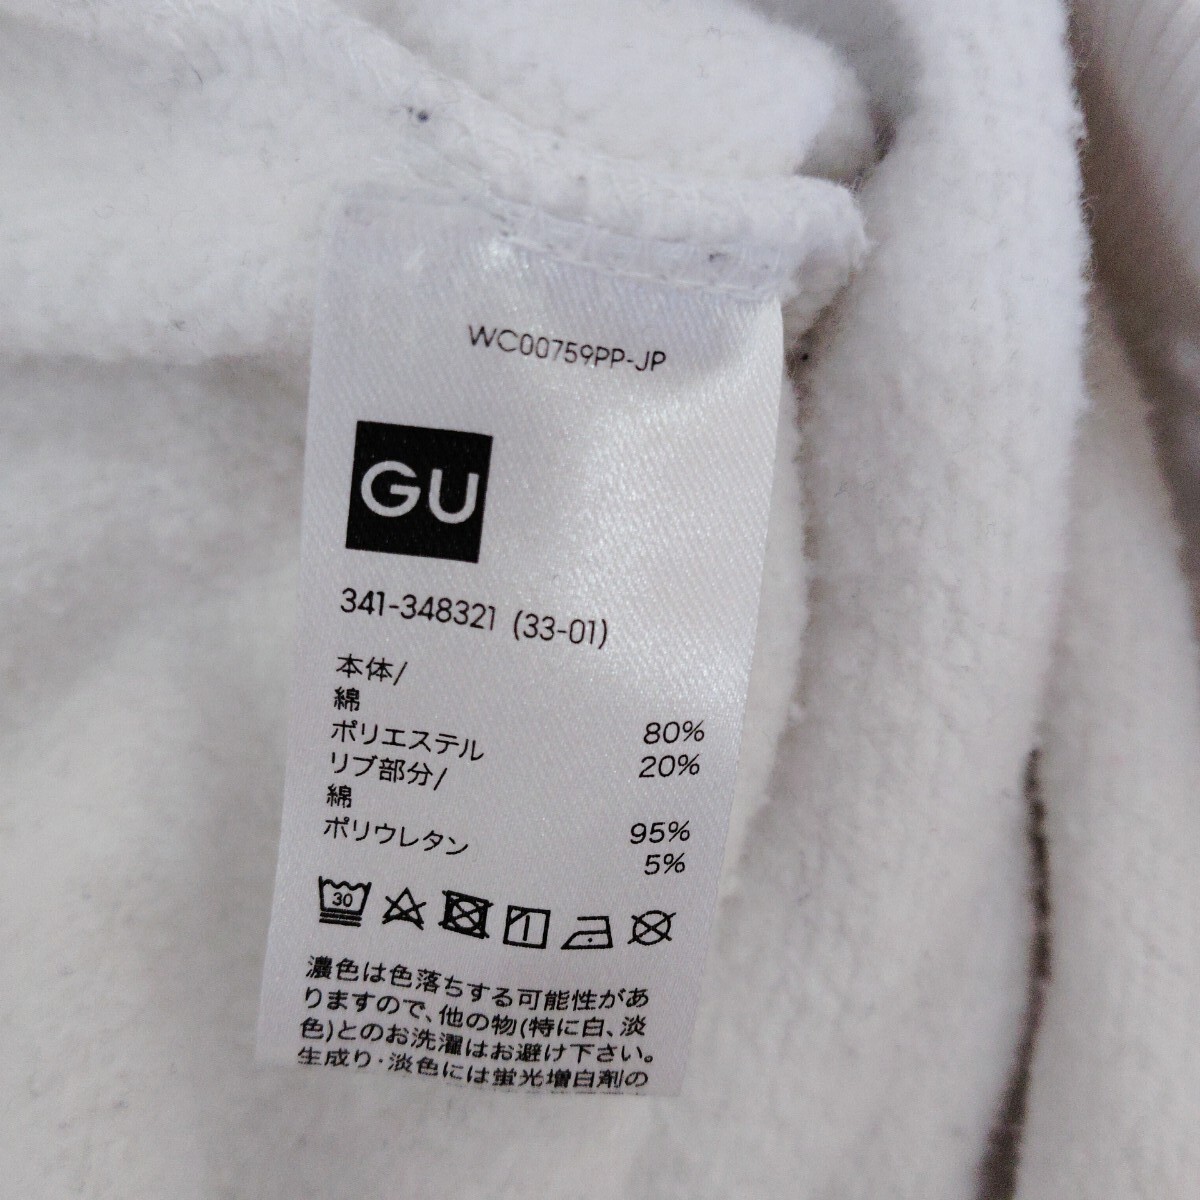 WC00759PP-JP
GU
341-348321 (33-01)
本体/
綿 80%
ポリエステル 20%
リブ部分/
綿 95%
ポリウレタン 5%
30
濃色は色落ちする可能性があ
りますので、他の物(特に白、淡
色)とのお洗濯はお避け下さい。
生成り・淡色には蛍光増白剤の